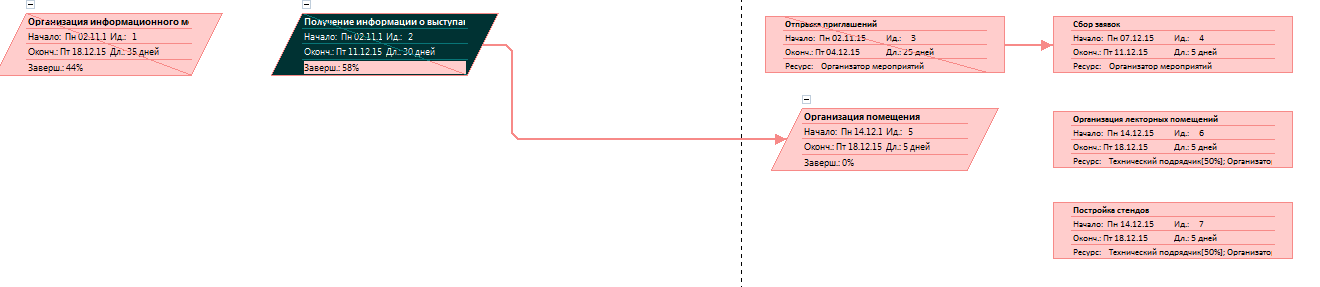 Организация информационного м
Начало: Пн 02.11.1 Ид.: 1
Оконч.: Пт 18.12.15 Дл.: 35 дней
Заверш.: 44%
Получение информации о выступа
Начало: Пн 02.11.1 Ид.: 2
Оконч.: Пт 11.12.15 Дл.: 30 дней
Заверш.: 58%
Отправка приглашений
Начало: Пн 02.11.15 Ид.: 3
Оконч.: Пт 04.12.15 Дл.: 25 дней
Ресурс: Организатор мероприятий
Сбор заявок
Начало: Пн 07.12.15 Ид.: 4
Оконч.: Пт 11.12.15 Дл.: 5 дней
Ресурс: Организатор мероприятий
Организация помещения
Начало: Пн 14.12.1 Ид.: 5
Оконч.: Пт 18.12.15 Дл.: 5 дней
Заверш.: 0%
Организация лекторных помещений
Начало: Пн 14.12.15 Ид.: 6
Оконч.: Пт 18.12.15 Дл.: 5 дней
Ресурс: Технический подрядчик[50%]; Организато
Постройка стендов
Начало: Пн 14.12.15 Ид.: 7
Оконч.: Пт 18.12.15 Дл.: 5 дней
Ресурс: Технический подрядчик[50%]; Организато